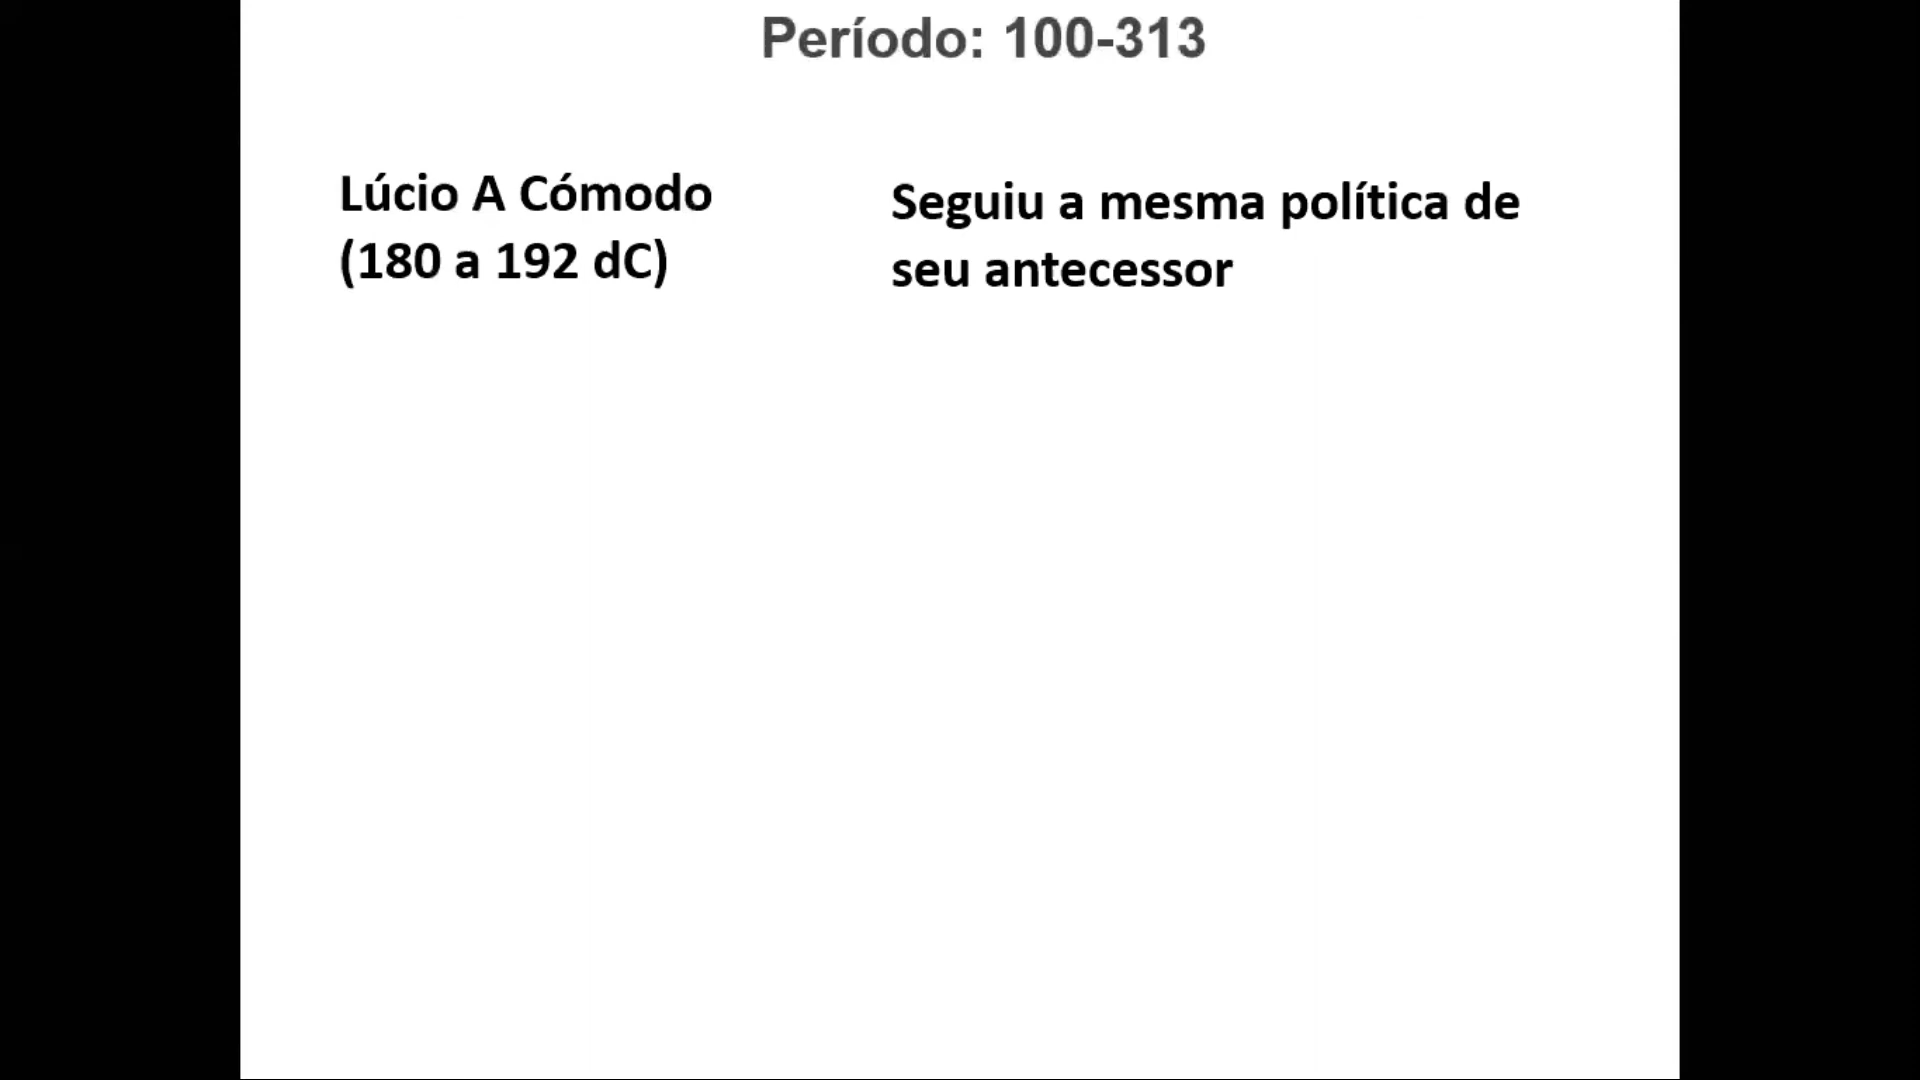 Período: 100-313
Lúcio A Cómodo
(180 a 192 dC)
Seguiu a mesma política de
seu antecessor